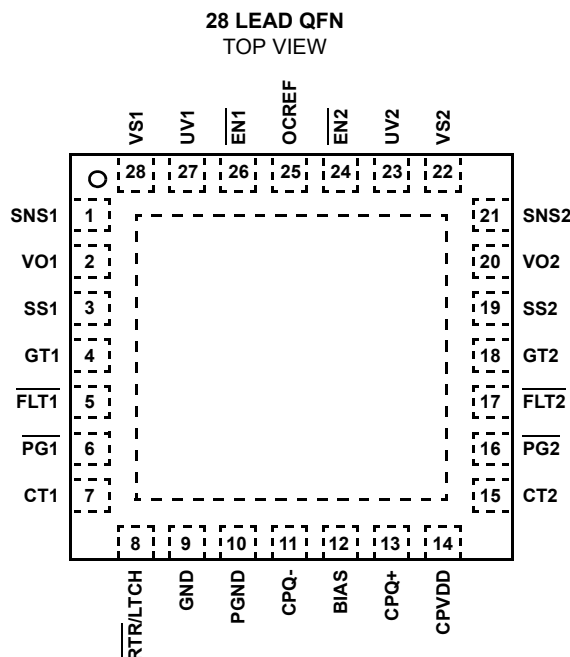 28 LEAD QFN
TOP VIEW
VS1
UV1
EN1
OCREF
EN2
UV2
VS2
28
27
26
25
24
23
22
SNS1
1
21
SNS2
VO1
2
20
VO2
SS1
3
19
SS2
GT1
4
18
GT2
FLT1
5
17
FLT2
PG1
6
16
PG2
CT1
7
15
CT2
8
9
10
11
12
13
14
RTR/LTCH
GND
PGND
CPQ-
BIAS
CPQ+
CPVDD